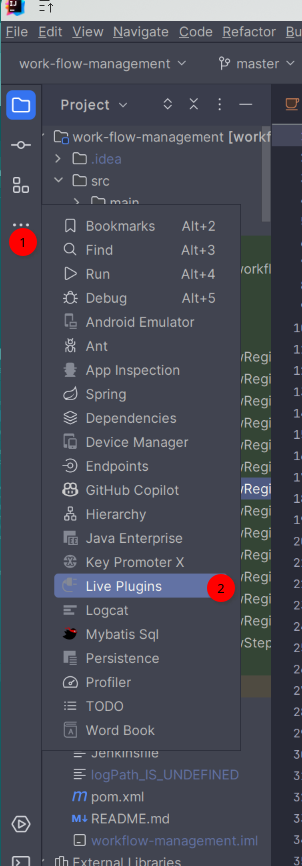 File Edit View Navigate Code Refactor Bu
work-flow-management master
Project
work-flow-management [workf
.idea
src
main
1
Bookmarks Alt+2
Find Alt+3
Run Alt+4
Debug Alt+5
Android Emulator
Ant
App Inspection
Spring
Dependencies
Device Manager
Endpoints
GitHub Copilot
Hierarchy
Java Enterprise
Key Promoter X
Live Plugins 2
Logcat
Mybatis Sql
Persistence
Profiler
TODO
Word Book
workfl
wRegi
wRegi
wRegi
wRegi
wRegi
wRegi
wRegi
wRegi
wRegi
wRegi
wRegi
wRegi
wRegi
wStep
Jenkinsfile
logPath_IS_UNDEFINED
pom.xml
README.md
workflow-management.iml
External Libraries